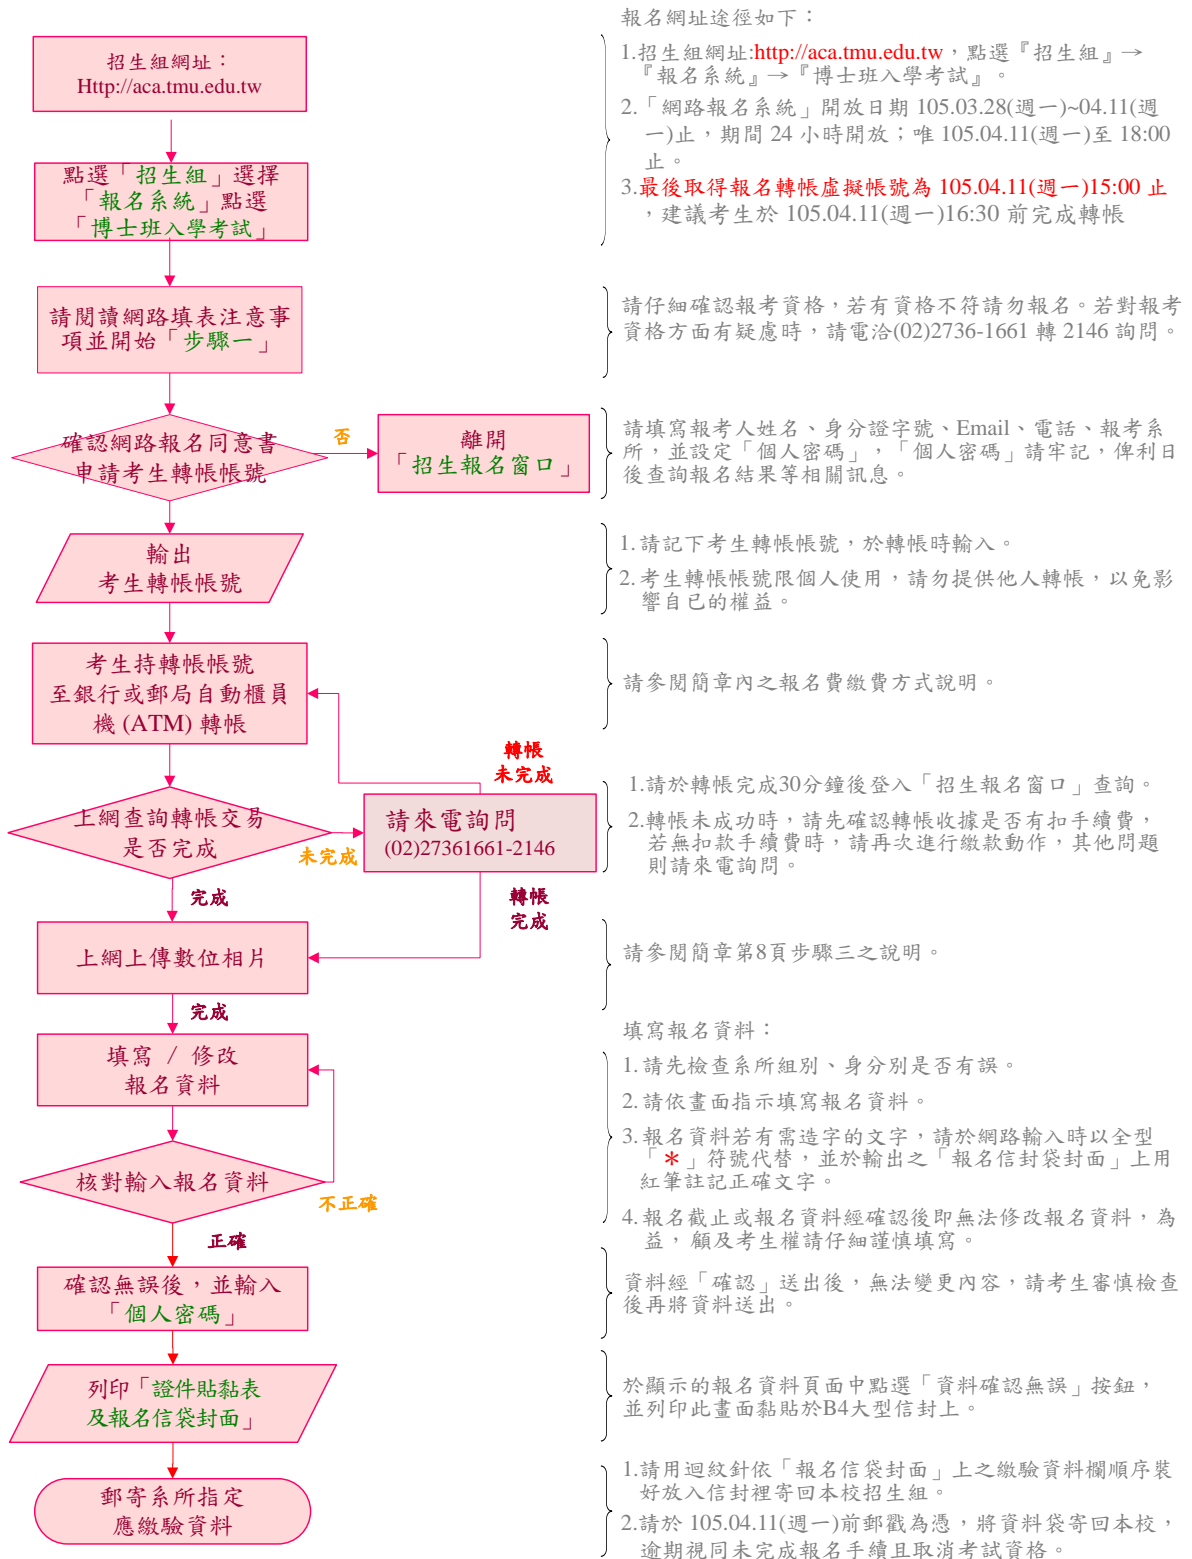 報名網址途徑如下：
招生組網址：
Http://aca.tmu.edu.tw
1.招生組網址:http://aca.tmu.edu.tw，點選『招生組』→
『報名系統』→『博士班入學考試』。
2.「網路報名系統」開放日期 105.03.28(週一)~04.11(週
一)止，期間 24 小時開放；唯 105.04.11(週一)至 18:00
止。
3.最後取得報名轉帳虛擬帳號為 105.04.11(週一)15:00 止
，建議考生於 105.04.11(週一)16:30 前完成轉帳
點選「招生組」選擇
「報名系統」點選
「博士班入學考試」
請閱讀網路填表注意事
項並開始「步驟一」
請仔細確認報考資格，若有資格不符請勿報名。若對報考
資格方面有疑慮時，請電洽(02)2736-1661 轉 2146 詢問。
確認網路報名同意書
申請考生轉帳帳號
否
離開
「招生報名窗口」
請填寫報考人姓名、身分證字號、Email、電話、報考系
所，並設定「個人密碼」，「個人密碼」請牢記，俾利日
後查詢報名結果等相關訊息。
輸出
考生轉帳帳號
1.請記下考生轉帳帳號，於轉帳時輸入。
2.考生轉帳帳號限個人使用，請勿提供他人轉帳，以免影
響自已的權益。
考生持轉帳帳號
至銀行或郵局自動櫃員
機 (ATM) 轉帳
請參閱簡章內之報名費繳費方式說明。
轉帳
未完成
上網查詢轉帳交易
是否完成
未完成
請來電詢問
(02)27361661-2146
1.請於轉帳完成30分鐘後登入「招生報名窗口」查詢。
2.轉帳未成功時，請先確認轉帳收據是否有扣手續費，
若無扣款手續費時，請再次進行繳款動作，其他問題
則請來電詢問。
完成
轉帳
完成
上網上傳數位相片
請參閱簡章第8頁步驟三之說明。
完成
填寫 / 修改
報名資料
填寫報名資料：
1.請先檢查系所組別、身分別是否有誤。
2.請依畫面指示填寫報名資料。
3.報名資料若有需造字的文字，請於網路輸入時以全型
「＊」符號代替，並於輸出之「報名信封袋封面」上用
紅筆註記正確文字。
4.報名截止或報名資料經確認後即無法修改報名資料，為
益，顧及考生權請仔細謹慎填寫。
核對輸入報名資料
不正確
正確
確認無誤後，並輸入
「個人密碼」
資料經「確認」送出後，無法變更內容，請考生審慎檢查
後再將資料送出。
列印「證件貼黏表
及報名信袋封面」
於顯示的報名資料頁面中點選「資料確認無誤」按鈕，
並列印此畫面黏貼於B4大型信封上。
郵寄系所指定
應繳驗資料
1.請用迴紋針依「報名信袋封面」上之繳驗資料欄順序裝
好放入信封裡寄回本校招生組。
2.請於 105.04.11(週一)前郵戳為憑，將資料袋寄回本校，
逾期視同未完成報名手續且取消考試資格。